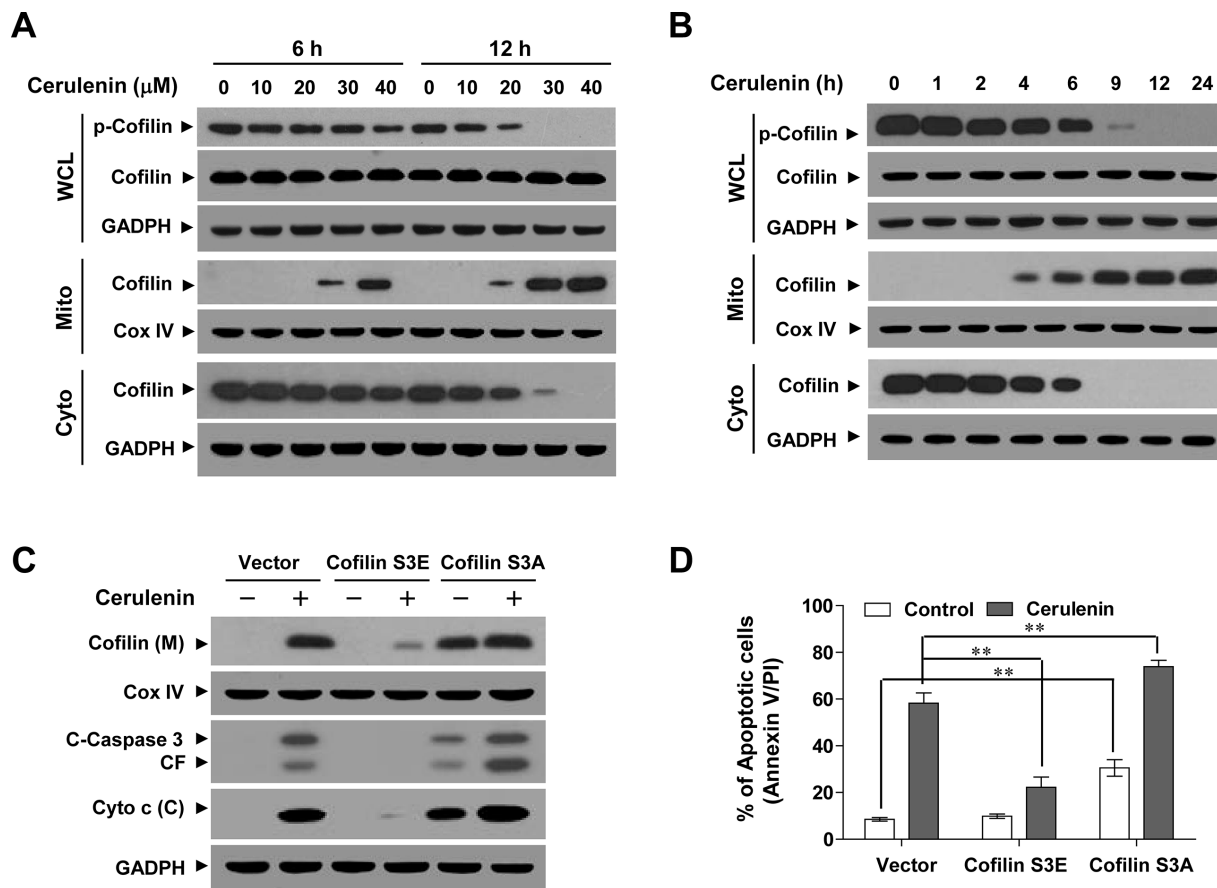 A
6 h 12 h
Cerulenin (μM) 0 10 20 30 40 0 10 20 30 40
WCL
p-Cofilin
Cofilin
GADPH
Mito
Cofilin
Cox IV
Cyto
Cofilin
GADPH
B
Cerulenin (h) 0 1 2 4 6 9 12 24
WCL
p-Cofilin
Cofilin
GADPH
Mito
Cofilin
Cox IV
Cyto
Cofilin
GADPH
C
Vector Cofilin S3E Cofilin S3A
Cerulenin − + − + − +
Cofilin (M)
Cox IV
C-Caspase 3
CF
Cyto c (C)
GADPH
D
% of Apoptotic cells
(Annexin V/PI)
100
80
60
40
20
0
Control Cerulenin
**
**
**
Vector Cofilin S3E Cofilin S3A